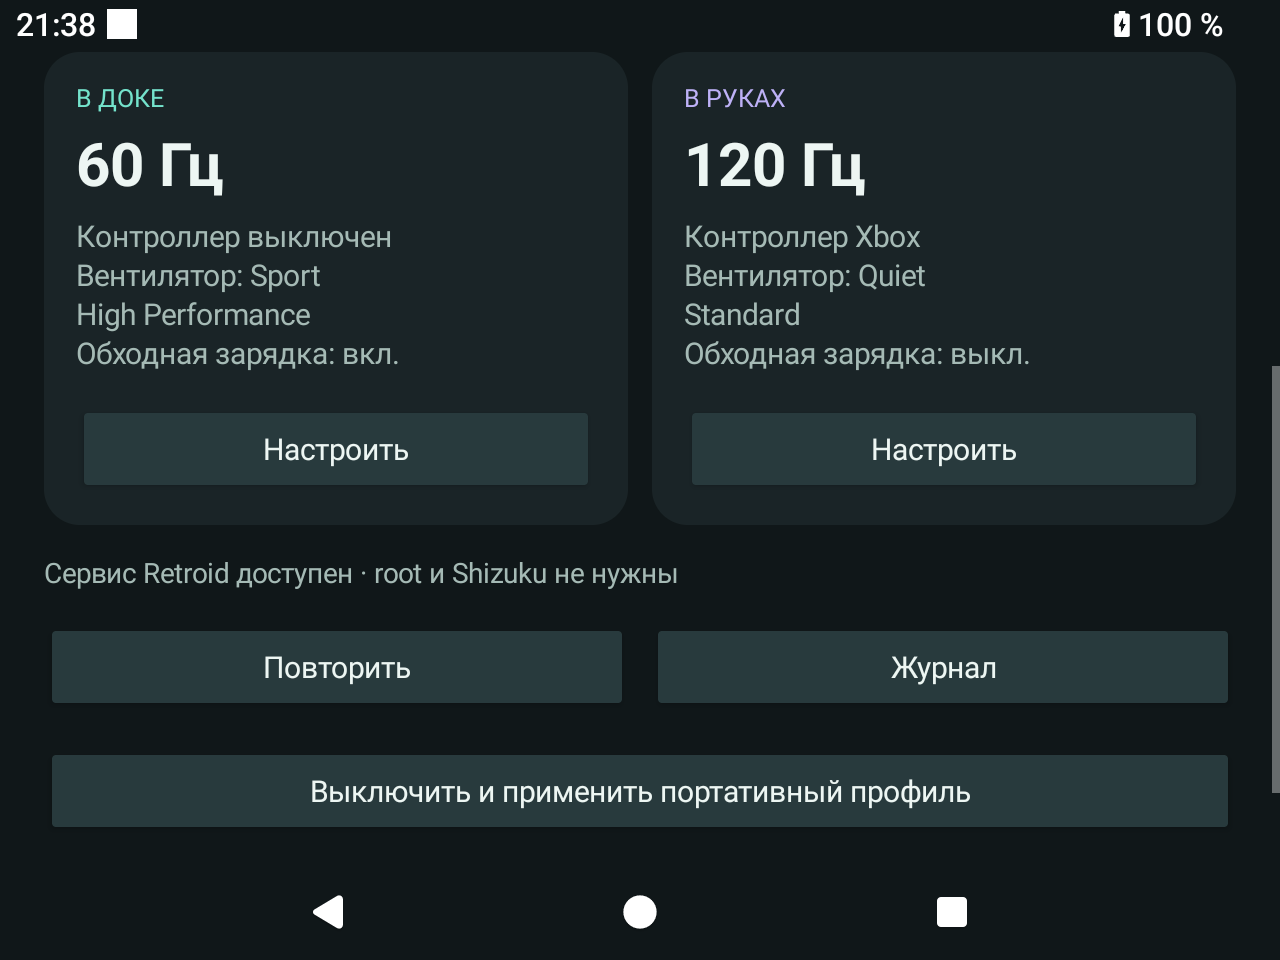 21:38
100 %
В ДОКЕ
60 Гц
Контроллер выключен
Вентилятор: Sport
High Performance
Обходная зарядка: вкл.
Настроить
В РУКАХ
120 Гц
Контроллер Xbox
Вентилятор: Quiet
Standard
Обходная зарядка: выкл.
Настроить
Сервис Retroid доступен · root и Shizuku не нужны
Повторить
Журнал
Выключить и применить портативный профиль